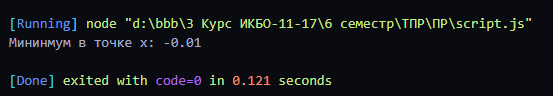 [Running] node "d:\bbb\3 Курс ИКБО-11-17\6 семестр\ТПР\ПР\script.js"
Мининмум в точке x: -0.01
[Done] exited with code=0 in 0.121 seconds